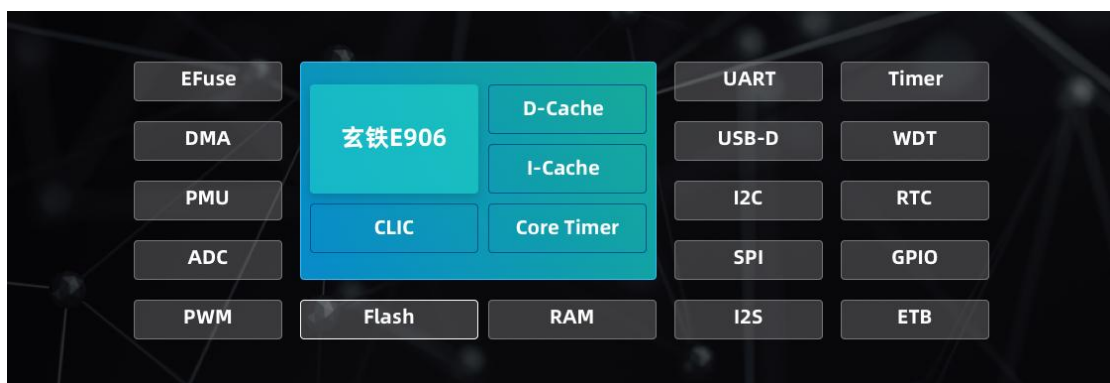 EFuse
DMA
PMU
ADC
PWM
玄铁E906
D-Cache
I-Cache
CLIC
Core Timer
Flash
RAM
UART
Timer
USB-D
WDT
I2C
RTC
SPI
GPIO
I2S
ETB